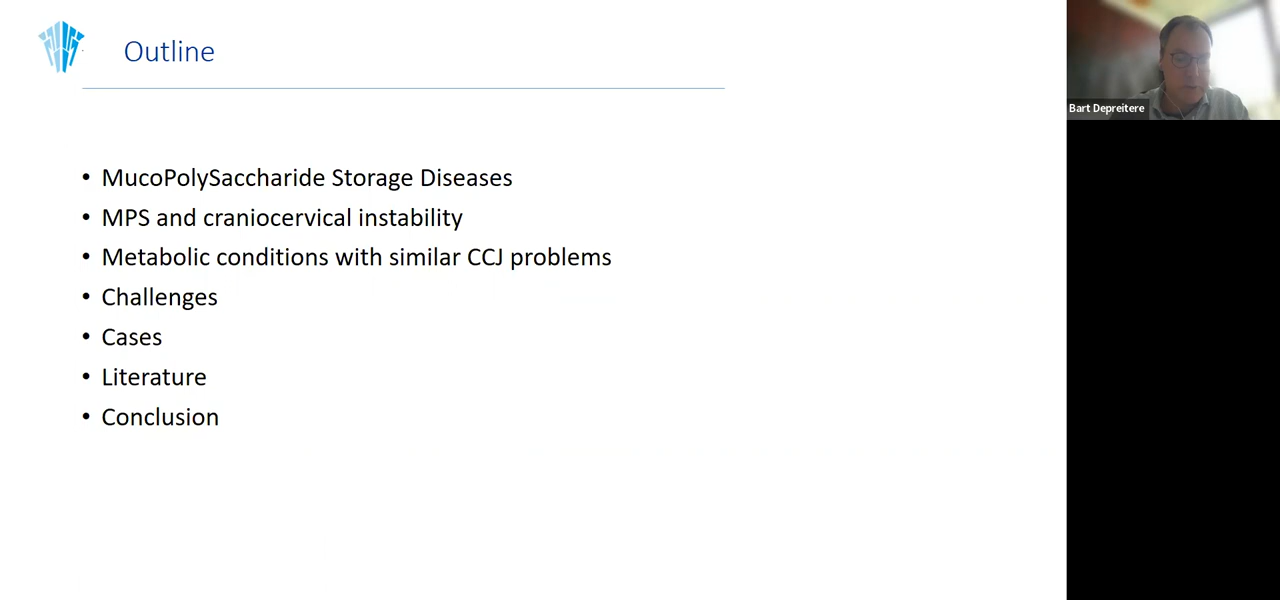 Outline
• MucoPolySaccharide Storage Diseases
• MPS and craniocervical instability
• Metabolic conditions with similar CCJ problems
• Challenges
• Cases
• Literature
• Conclusion
Bart Depreitere